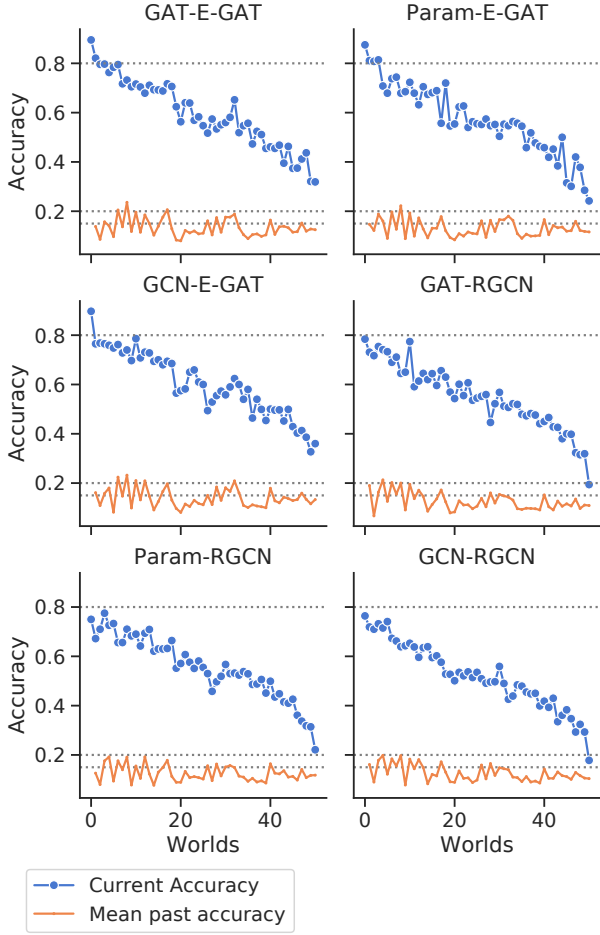 GAT-E-GAT Param-E-GAT
0.8
0.6
0.4
0.2
Accuracy
GCN-E-GAT GAT-RGCN
0.8
0.6
0.4
0.2
Accuracy
Param-RGCN GCN-RGCN
0.8
0.6
0.4
0.2
Accuracy
0 20 40 0 20 40
Worlds Worlds
Current Accuracy
Mean past accuracy